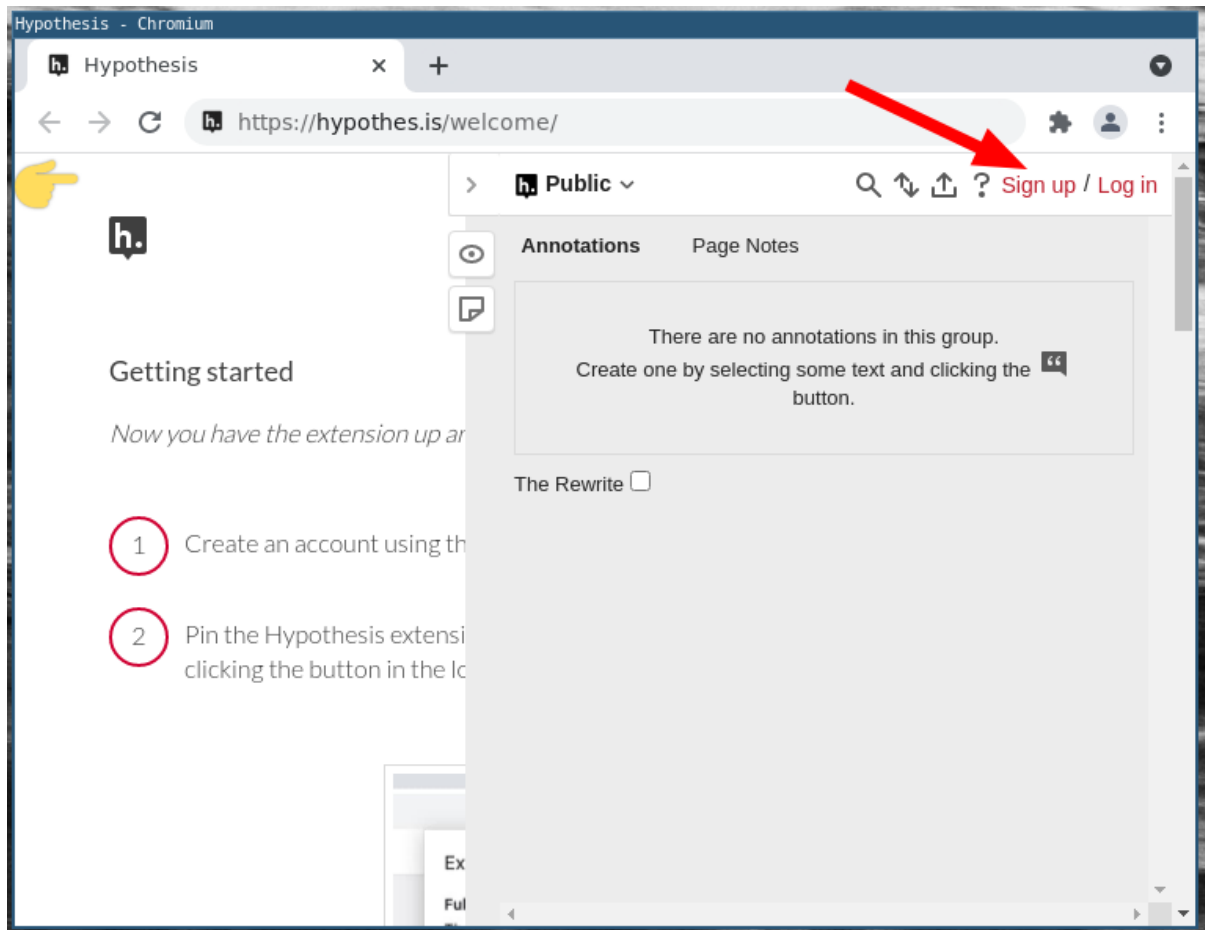 Hypothesis - Chromium
h. Hypothesis
h. https://hypothes.is/welcome/
h. Public
? Sign up / Log in
h.
Annotations Page Notes
There are no annotations in this group.
Create one by selecting some text and clicking the
button.
The Rewrite
Getting started
Now you have the extension up an
1 Create an account using th
2 Pin the Hypothesis extensi
clicking the button in the
Ex
Ful